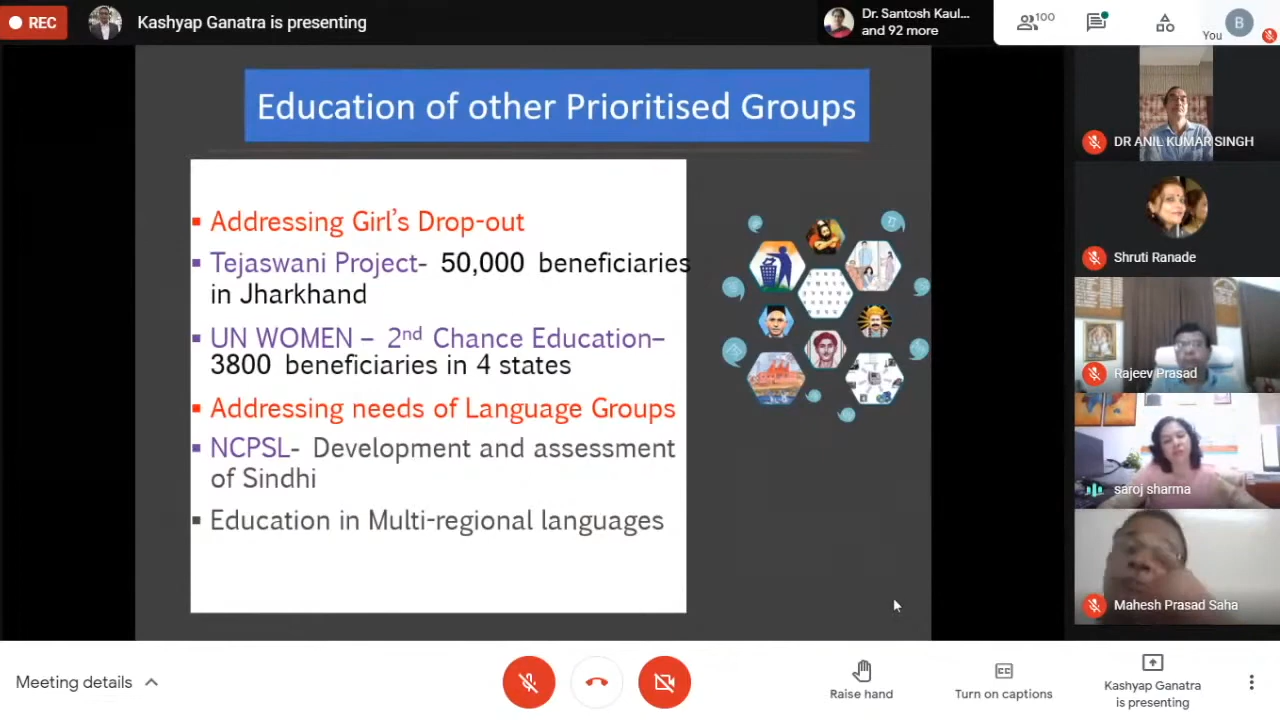 REC
Kashyap Ganatra is presenting
Dr. Santosh Kaul...
and 92 more
100
You
B
Education of other Prioritised Groups
Addressing Girl's Drop-out
Tejaswani Project- 50,000 beneficiaries
in Jharkhand
UN WOMEN – 2nd Chance Education–
3800 beneficiaries in 4 states
Addressing needs of Language Groups
NCPSL- Development and assessment
of Sindhi
Education in Multi-regional languages
DR ANIL KUMAR SINGH
Shruti Ranade
Rajeev Prasad
saroj sharma
Mahesh Prasad Saha
Meeting details
Raise hand
Turn on captions
Kashyap Ganatra
is presenting